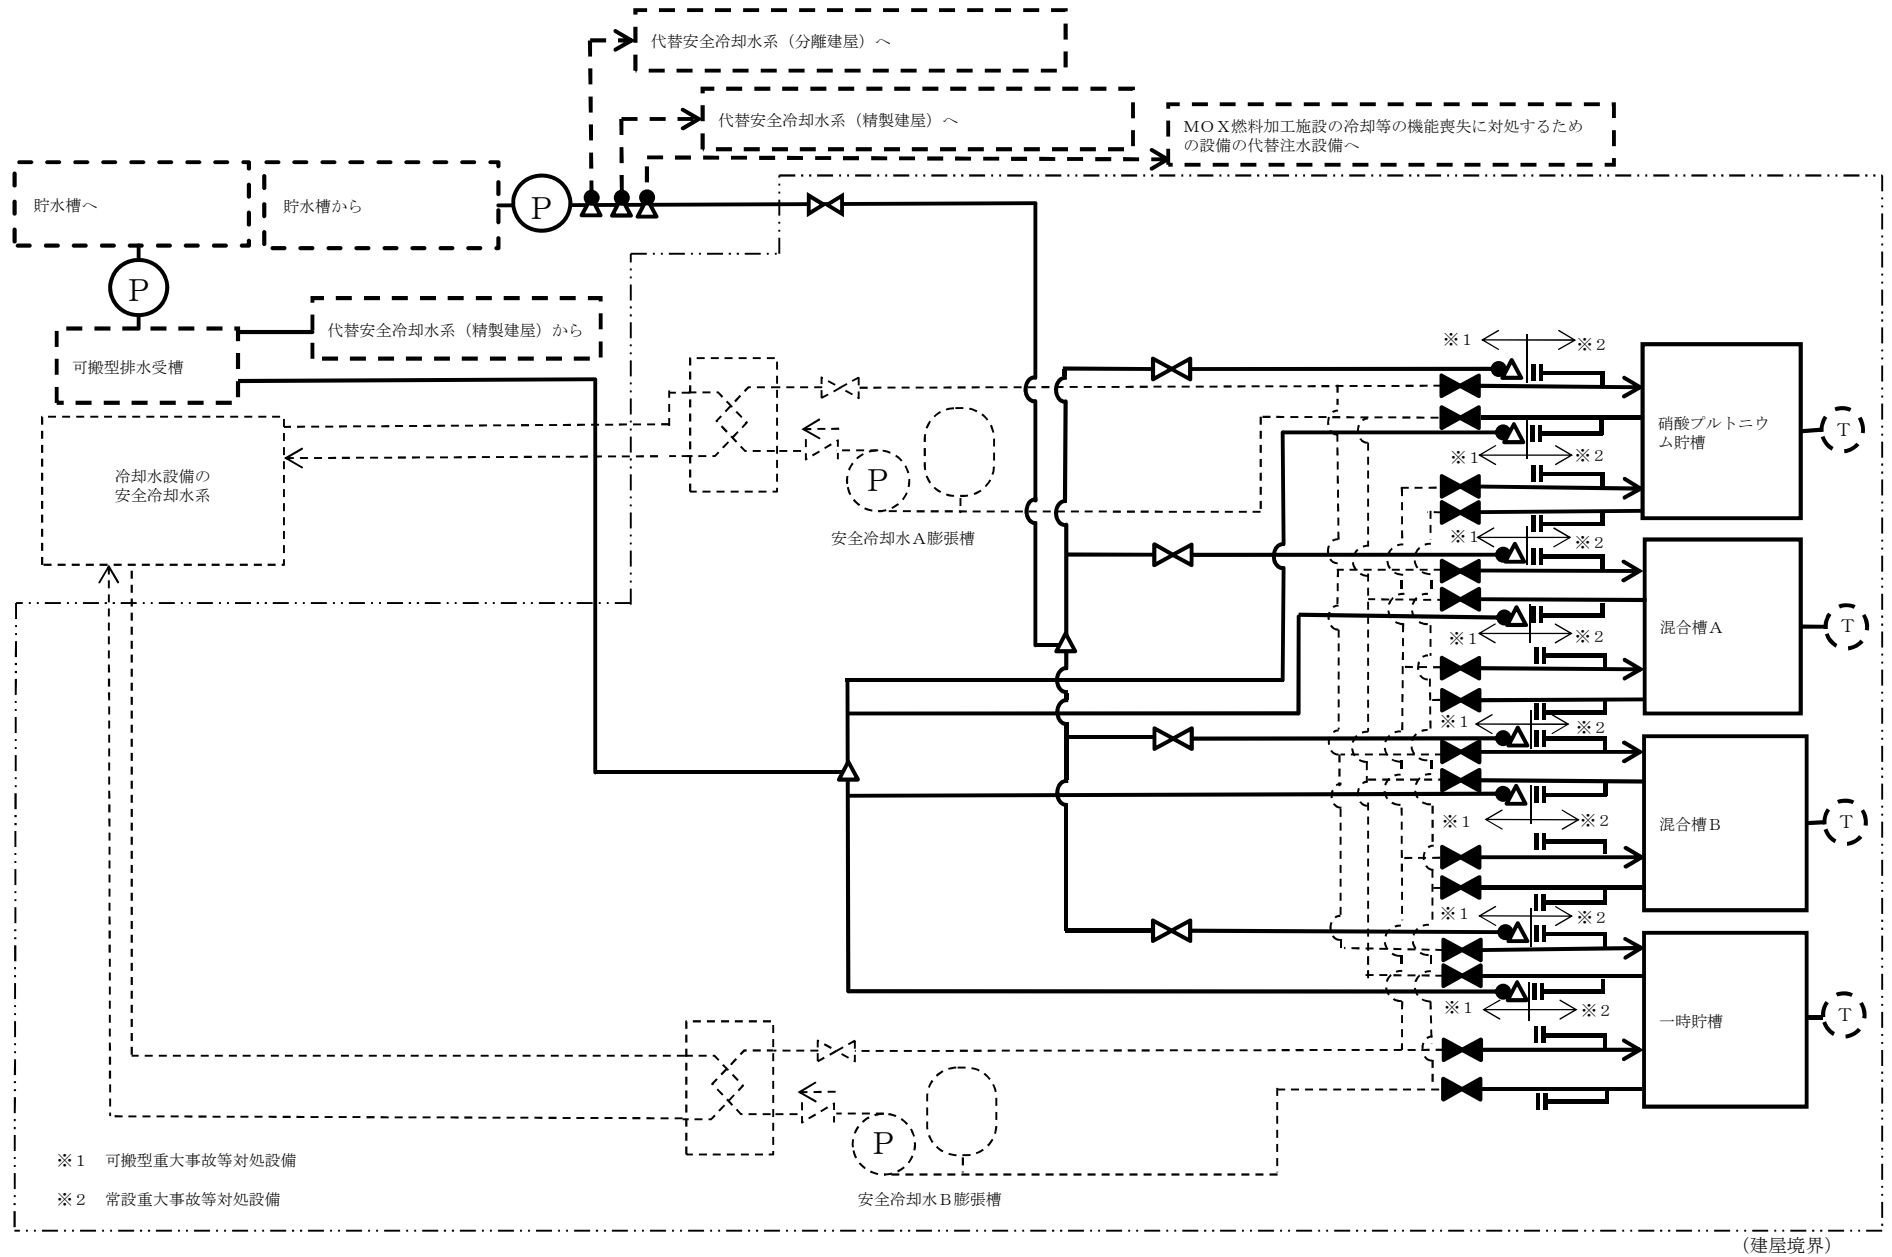 代替安全冷却水系（分離建屋）へ
代替安全冷却水系（精製建屋）へ
ＭＯＸ燃料加工施設の冷却等の機能喪失に対処するため
の設備の代替注水設備へ
貯水槽へ
貯水槽から
Ｐ
Ｐ
代替安全冷却水系（精製建屋）から
可搬型排水受槽
冷却水設備の
安全冷却水系
Ｐ
安全冷却水Ａ膨張槽
※１
※２
硝酸プルトニウ
ム貯槽
Ｔ
※１
※２
※１
※２
混合槽Ａ
Ｔ
※１
※２
※１
※２
混合槽Ｂ
Ｔ
※１
※２
※１
※２
一時貯槽
Ｔ
※１
※２
Ｐ
安全冷却水Ｂ膨張槽
※１　可搬型重大事故等対処設備
※２　常設重大事故等対処設備
（建屋境界）